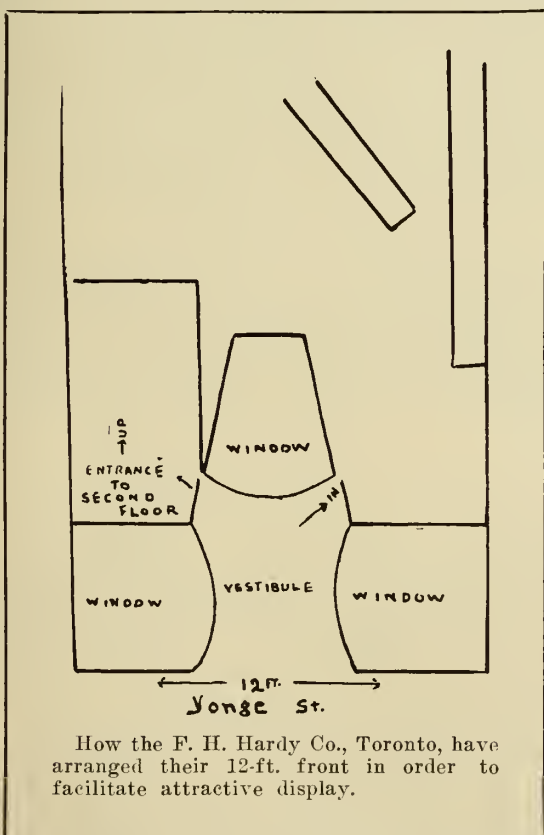 UP
ENTRANCE
TO
SECOND
FLOOR
WINDOW
IN
WINDOW
VESTIBULE
WINDOW
12 FT.
Yonge St.
How the F. H. Hardy Co., Toronto, have
arranged their 12-ft. front in order to
facilitate attractive display.